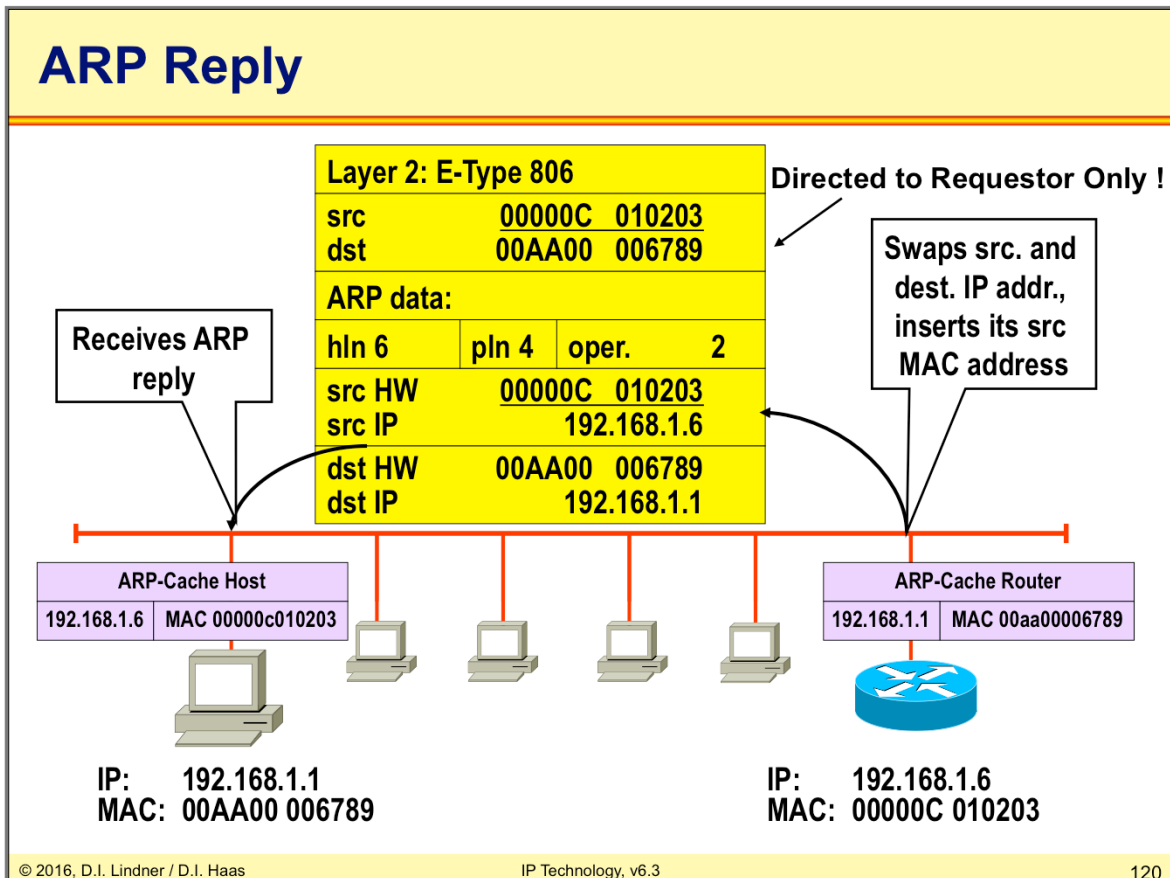 ARP Reply
Layer 2: E-Type 806
src 00000C 010203
dst 00AA00 006789
Directed to Requestor Only !
ARP data:
hln 6 pln 4 oper. 2
src HW 00000C 010203
src IP 192.168.1.6
dst HW 00AA00 006789
dst IP 192.168.1.1
Receives ARP
reply
Swaps src. and
dest. IP addr.,
inserts its src
MAC address
ARP-Cache Host
192.168.1.6 MAC 00000c010203
ARP-Cache Router
192.168.1.1 MAC 00aa00006789
IP: 192.168.1.1
MAC: 00AA00 006789
IP: 192.168.1.6
MAC: 00000C 010203
© 2016, D.I. Lindner / D.I. Haas
IP Technology, v6.3
120